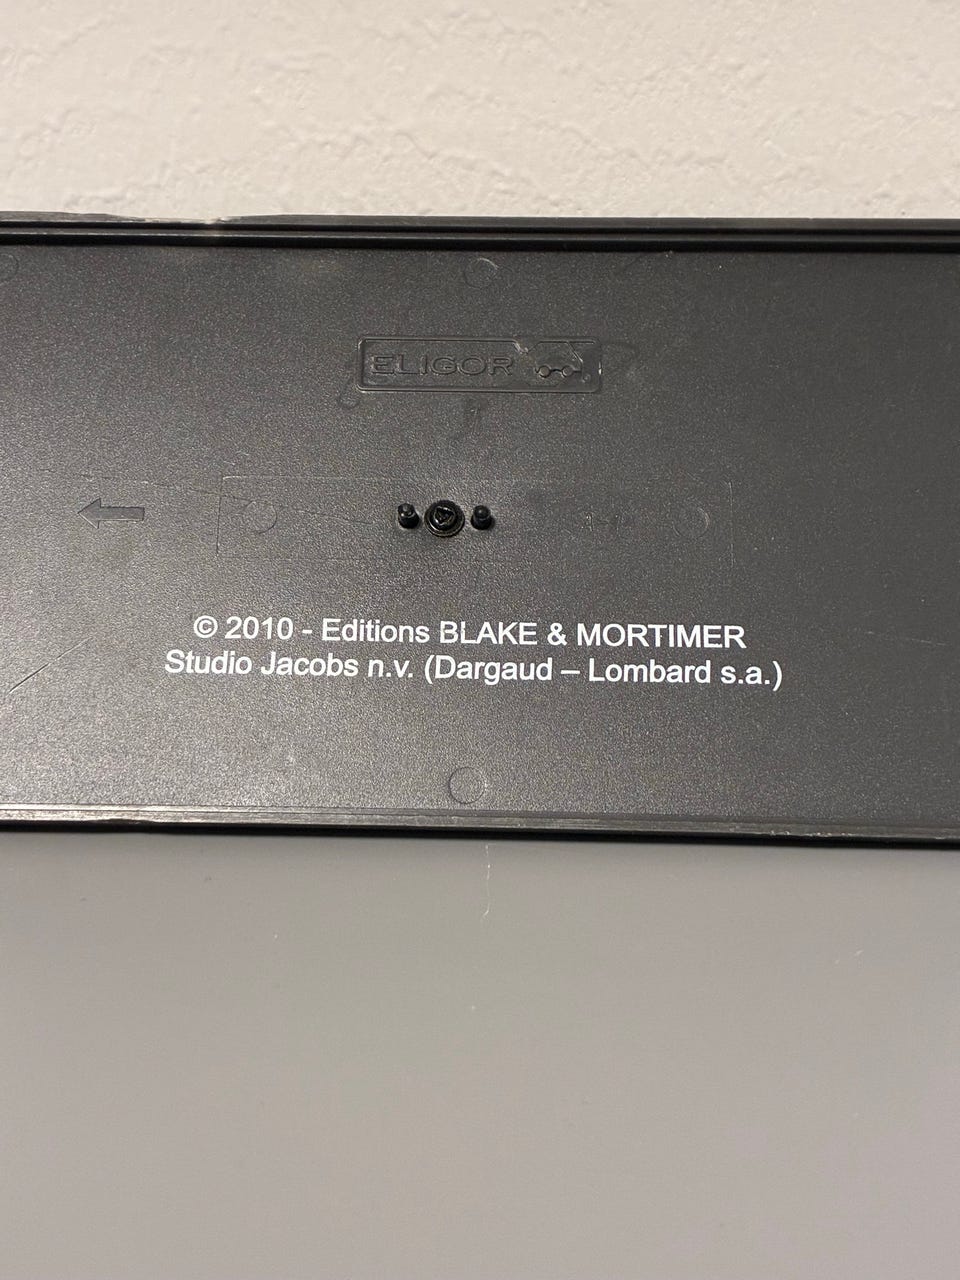 ELIGOR
© 2010 - Editions BLAKE & MORTIMER
Studio Jacobs n.v. (Dargaud – Lombard s.a.)